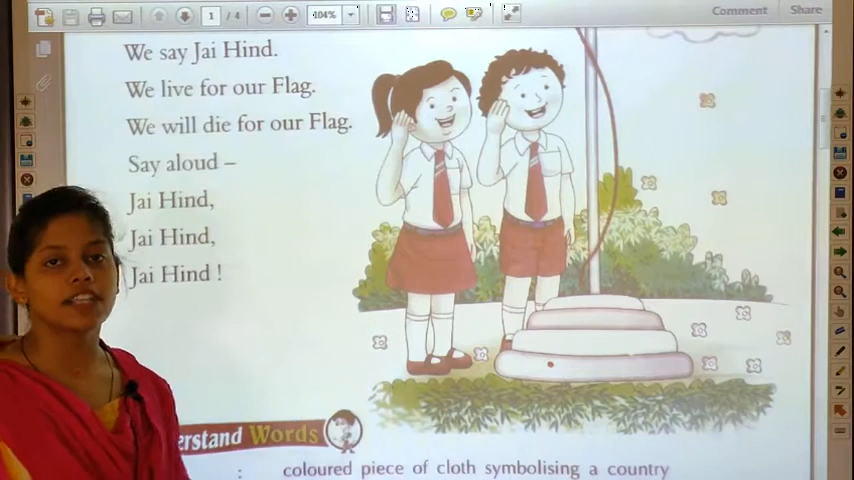 1 / 4
104%
Comment
Share
We say Jai Hind.
We live for our Flag.
We will die for our Flag.
Say aloud –
Jai Hind,
Jai Hind,
Jai Hind !
erstand Words
: coloured piece of cloth symbolising a country